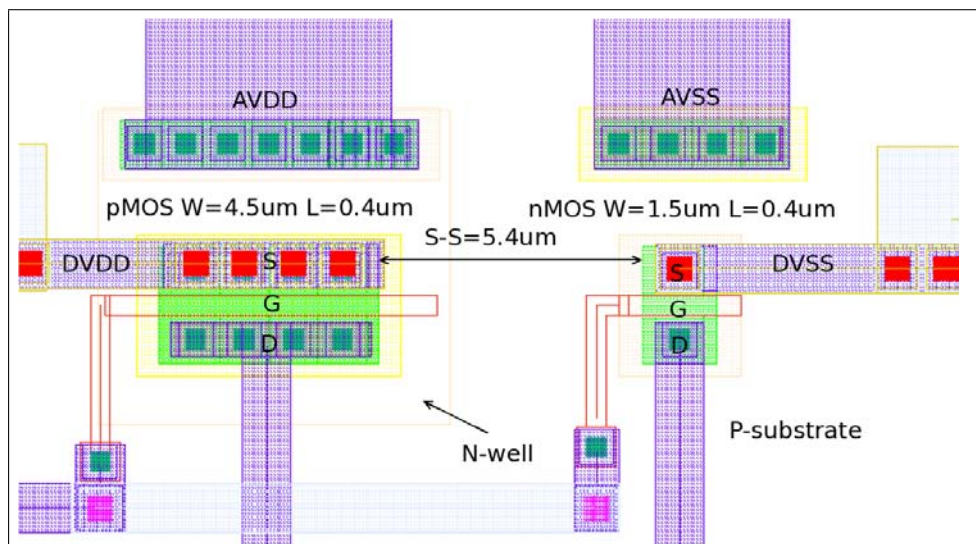 AVDD
AVSS
pMOS W=4.5um L=0.4um
nMOS W=1.5um L=0.4um
S-S=5.4um
DVDD
S
S
DVSS
G
G
D
D
P-substrate
N-well